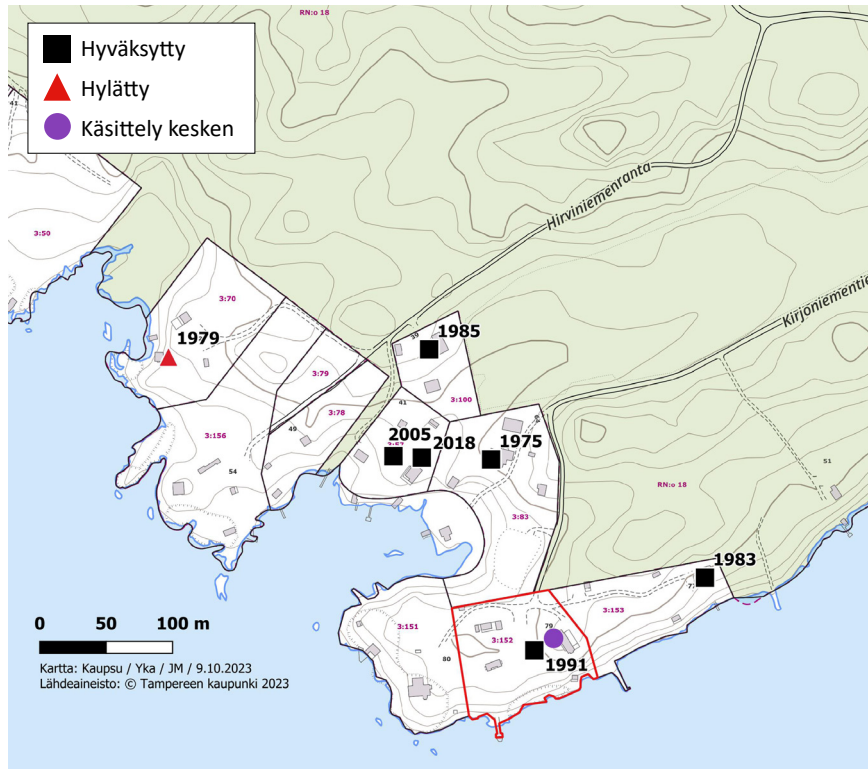 RN:o 18
Hyväksytty
Hylätty
Käsittely kesken
41
3:50
Hirviniemenranta
Kirjoniementie
3:70
1979
39
1985
3:79
3:78
3:100
41
3:156
49
54
2005
2018
1975
3:83
51
RN:o 18
1983
77
3:153
3:151
3:152
79
80
1991
0 50 100 m
Kartta: Kaupsu / Yka / JM / 9.10.2023
Lähdeaineisto: © Tampereen kaupunki 2023